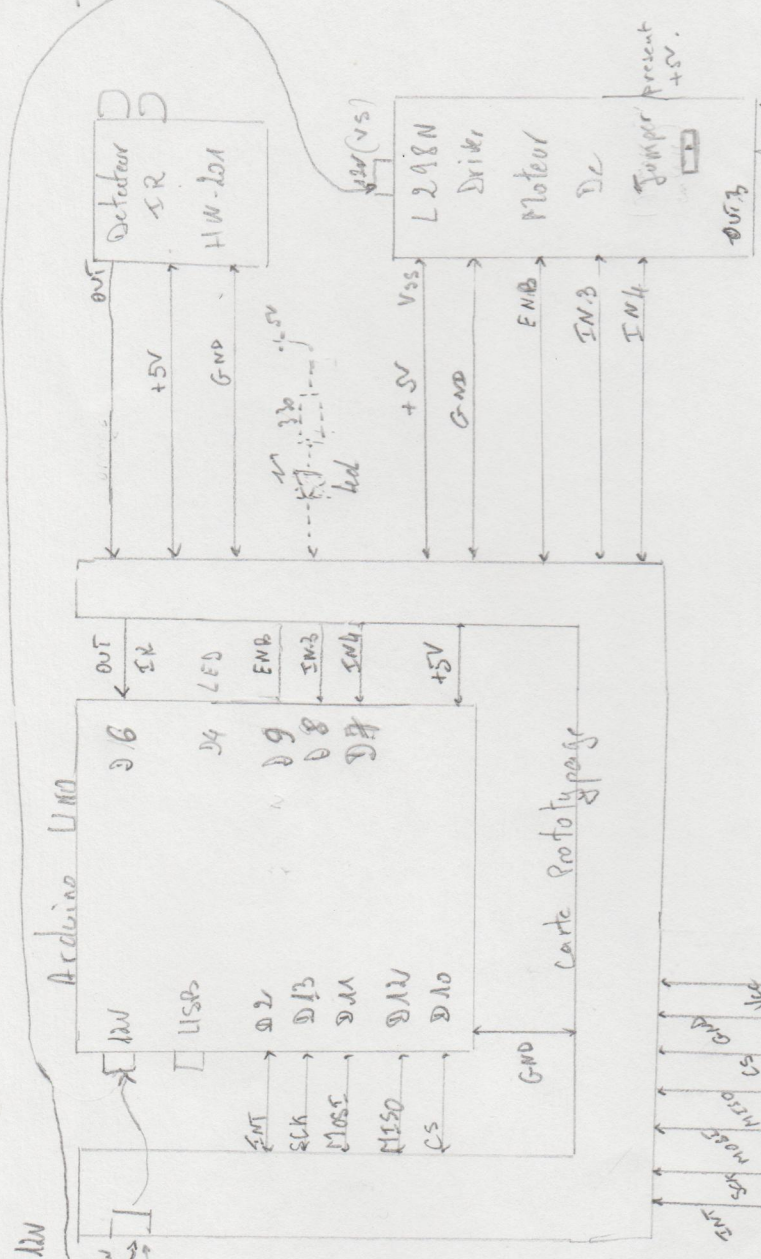 Arduino UNO
12V
USB
D2
D13
D11
D12
D10
D6
D4
D9
D8
D7
INT
SCK
MOSI
MISO
CS
GND
OUT
IR
LED
ENB
IN3
IN4
+5V
Carte Prototypage
12V
OUT
+5V
GND
330
+5V
Led
+5V
VSS
GND
ENB
IN3
IN4
Detecteur
IR
HW-201
12V(VS)
L298N
Driver
Moteur
Dc
Jumper present
+5V.
OUT3
INT
SCK
MOSI
MISO
CS
GND
Vcc